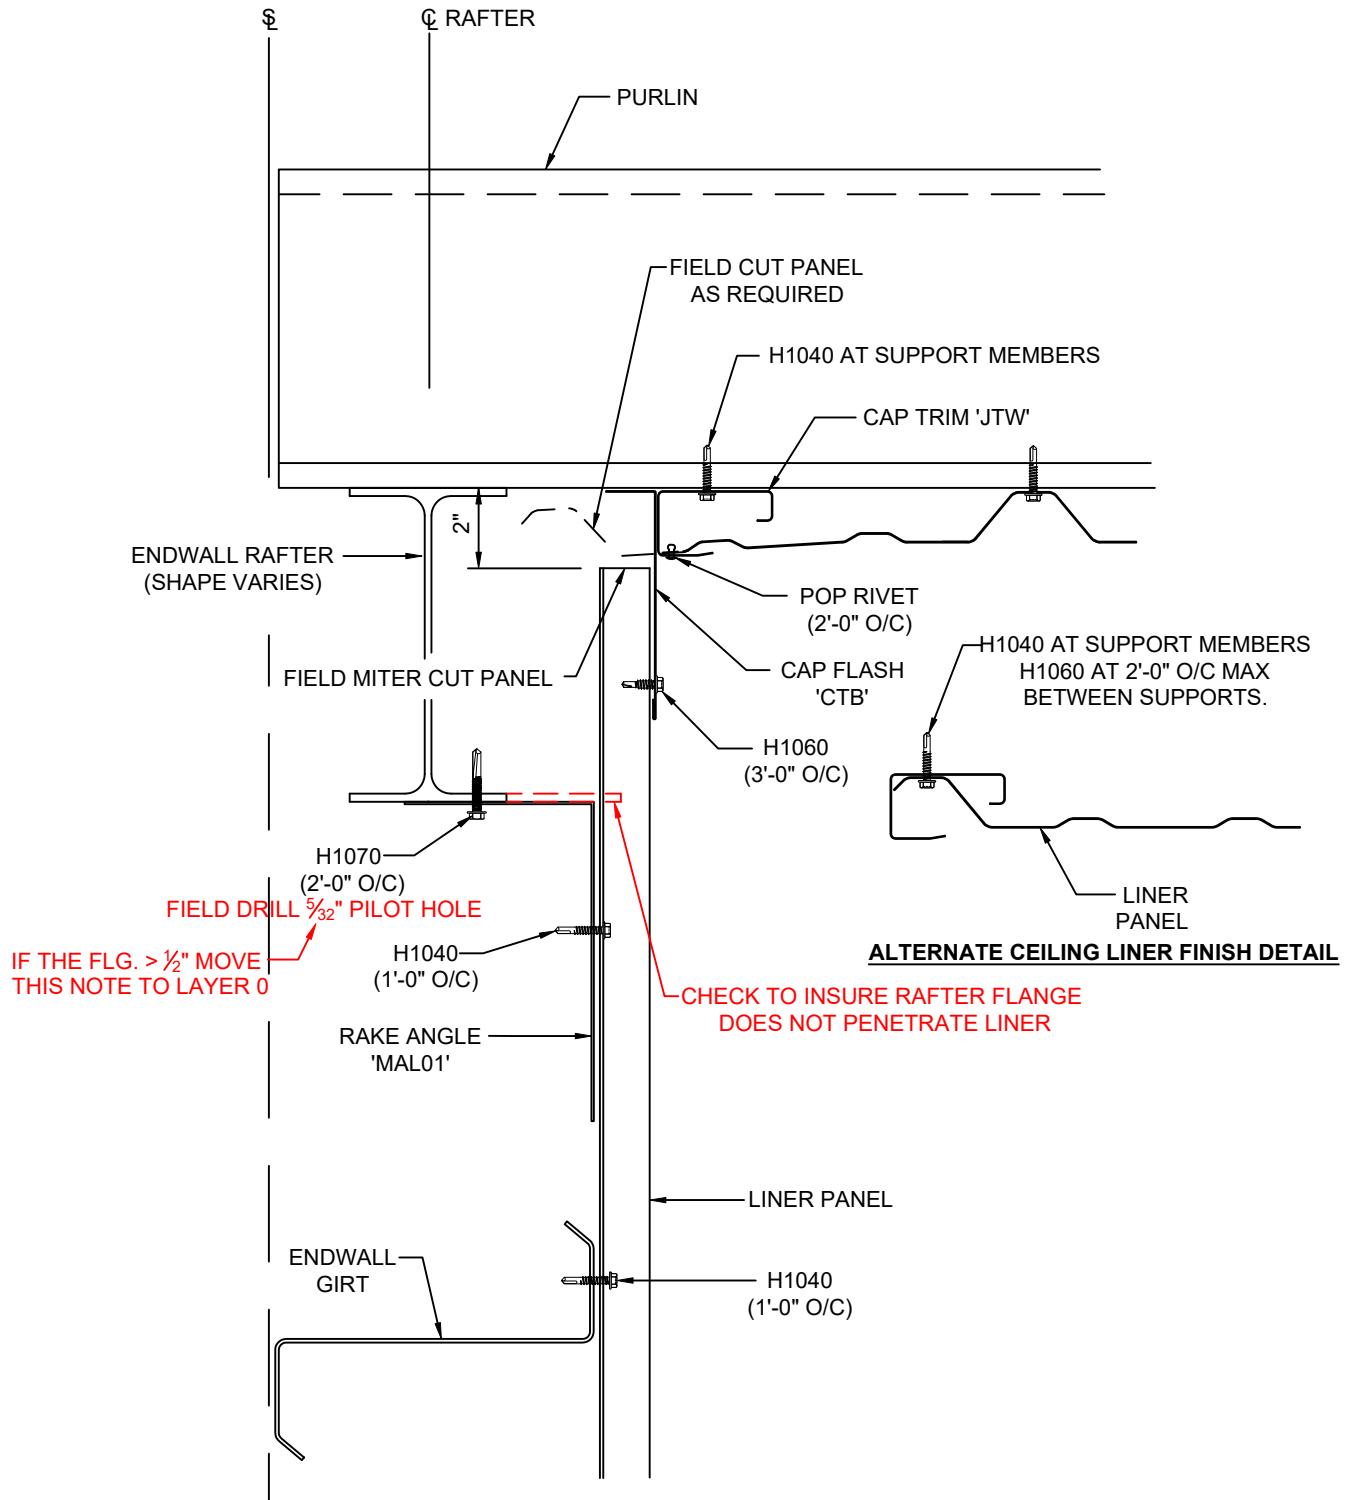 ℄ RAFTER
PURLIN
FIELD CUT PANEL
AS REQUIRED
H1040 AT SUPPORT MEMBERS
CAP TRIM 'JTW'
2"
ENDWALL RAFTER
(SHAPE VARIES)
POP RIVET
(2'-0" O/C)
FIELD MITER CUT PANEL
CAP FLASH
'CTB'
H1040 AT SUPPORT MEMBERS
H1060 AT 2'-0" O/C MAX
BETWEEN SUPPORTS.
H1060
(3'-0" O/C)
H1070
(2'-0" O/C)
FIELD DRILL 5/32" PILOT HOLE
LINER
PANEL
ALTERNATE CEILING LINER FINISH DETAIL
IF THE FLG. > 1/2" MOVE
THIS NOTE TO LAYER 0
H1040
(1'-0" O/C)
CHECK TO INSURE RAFTER FLANGE
DOES NOT PENETRATE LINER
RAKE ANGLE
'MAL01'
LINER PANEL
ENDWALL
GIRT
H1040
(1'-0" O/C)